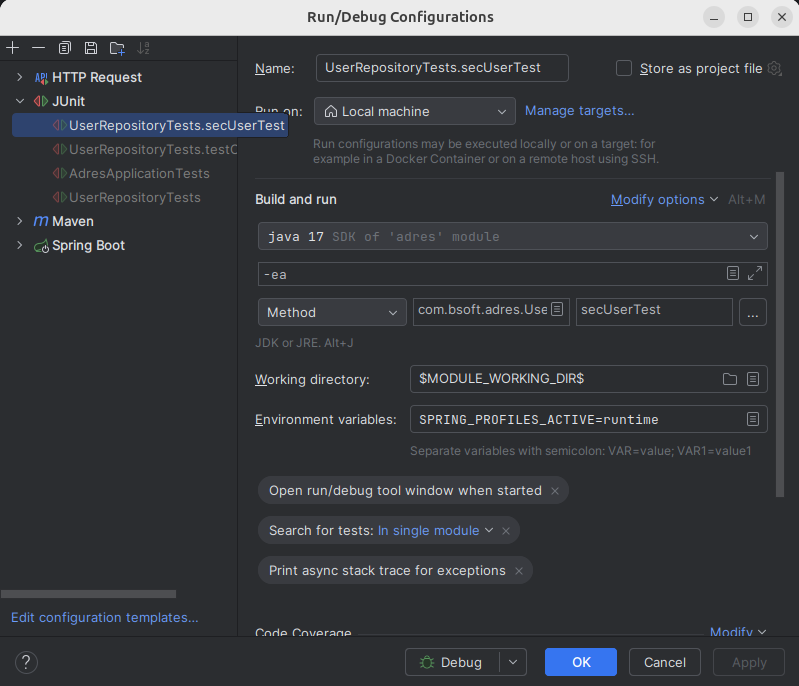 Run/Debug Configurations
HTTP Request
JUnit
UserRepositoryTests.secUserTest
UserRepositoryTests.testC
AdresApplicationTests
UserRepositoryTests
Maven
Spring Boot
Edit configuration templates...
Name:
UserRepositoryTests.secUserTest
Store as project file
Run on:
Local machine
Manage targets...
Run configurations may be executed locally or on a target: for
example in a Docker Container or on a remote host using SSH.
Build and run
Modify options
Alt+M
java 17 SDK of 'adres' module
-ea
Method
com.bsoft.adres.Use
secUserTest
...
JDK or JRE. Alt+J
Working directory:
$MODULE_WORKING_DIR$
Environment variables:
SPRING_PROFILES_ACTIVE=runtime
Separate variables with semicolon: VAR=value; VAR1=value1
Open run/debug tool window when started
Search for tests: In single module
Print async stack trace for exceptions
Code Coverage
Modify
?
Debug
OK
Cancel
Apply